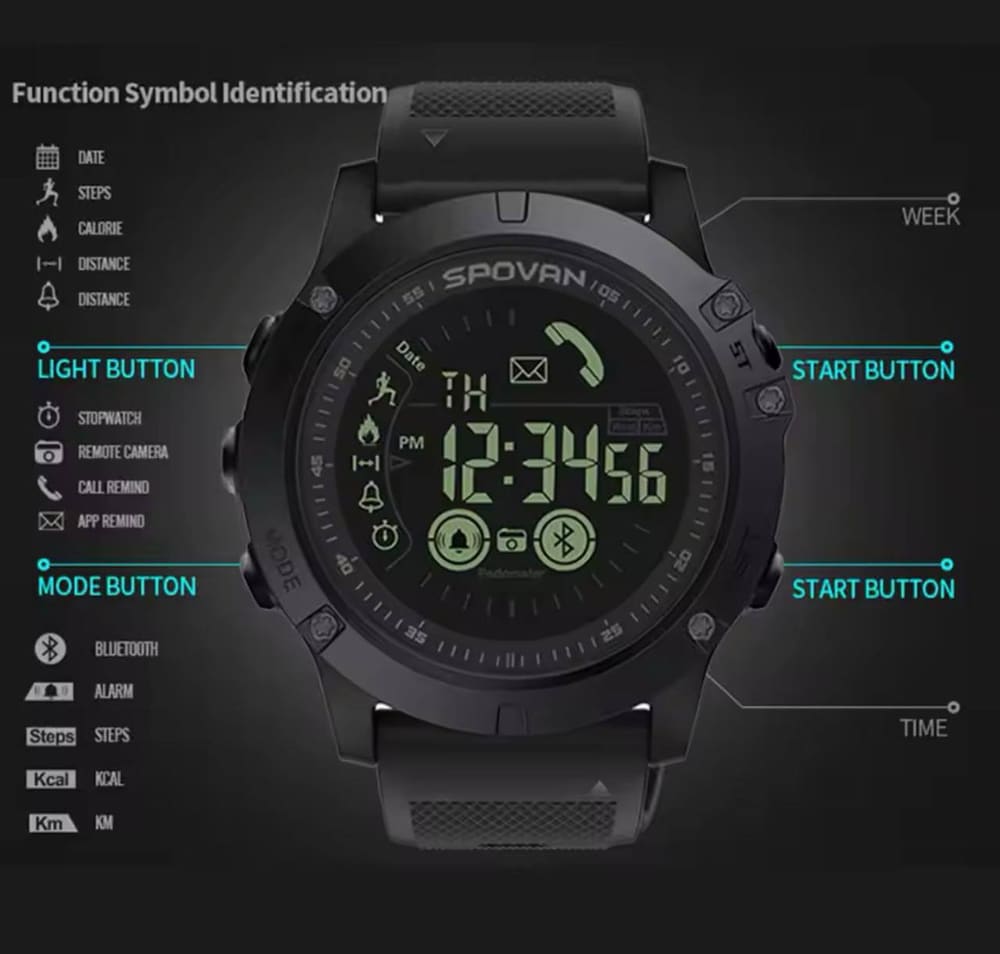 Function Symbol Identification
DATE
STEPS
CALORIE
DISTANCE
DISTANCE
LIGHT BUTTON
STOPWATCH
REMOTE CAMERA
CALL REMIND
APP REMIND
MODE BUTTON
BLUETOOTH
ALARM
Steps STEPS
Kcal KCAL
Km KM
SPOVAN
55
05
50
10
45
15
40
20
35
25
Date
TH
PM
12:34 56
Pedometer
MODE
ST
WEEK
START BUTTON
START BUTTON
TIME